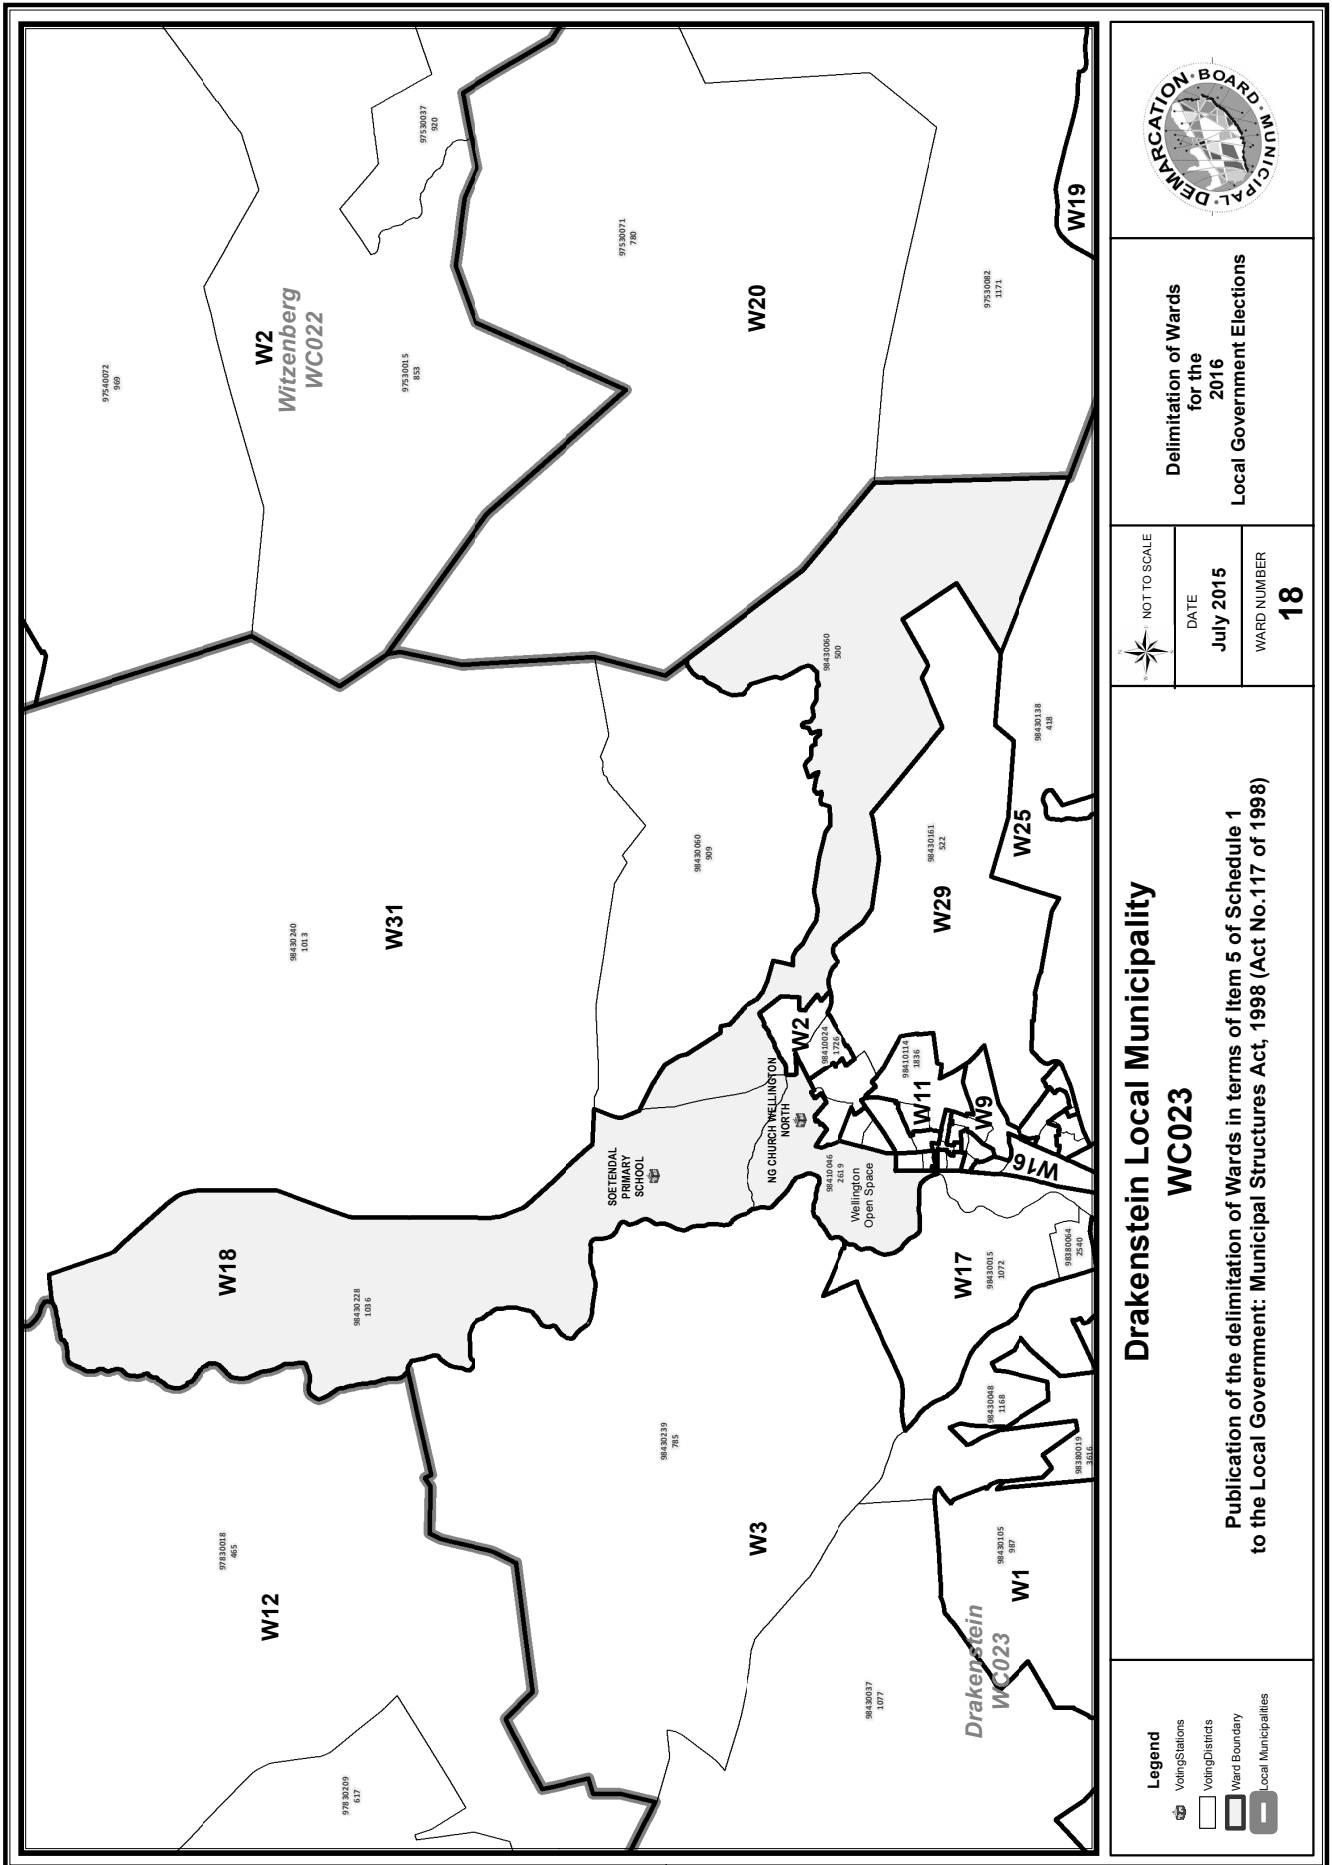 97540072
969
W2
Witzenberg
WC022
97530037
920
97530015
853
97530071
780
W20
97530082
1171
W19
98430240
1013
W31
98430060
909
98430060
500
98430161
522
W29
W25
98430138
418
W18
98430228
1036
SOETENDAL
PRIMARY
SCHOOL
NG CHURCH WELLINGTON
NORTH
W2
98410024
1726
98410114
1836
W11
W9
W16
98410046
2619
Wellington
Open Space
W17
98430015
1072
98380064
2540
98430048
1168
98380019
3616
98430239
785
W3
W12
97830018
465
97830209
617
98430037
1077
Drakenstein
WC023
98430105
987
W1
Legend
VotingStations
VotingDistricts
Ward Boundary
Local Municipalities
Drakenstein Local Municipality
WC023
Publication of the delimitation of Wards in terms of Item 5 of Schedule 1
to the Local Government: Municipal Structures Act, 1998 (Act No.117 of 1998)
NOT TO SCALE
DATE
July 2015
WARD NUMBER
18
Delimitation of Wards
for the
2016
Local Government Elections
MUNICIPAL · DEMARCATION · BOARD